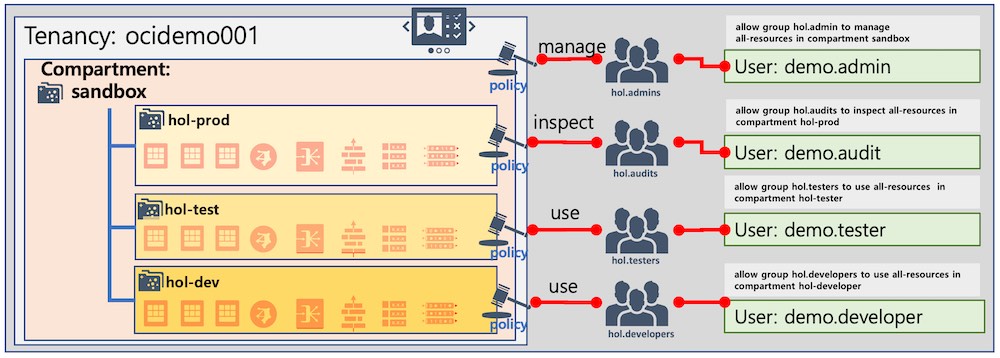 Tenancy: ocidemo001
Compartment:
sandbox
hol-prod
hol-test
hol-dev
policy
policy
policy
policy
manage
inspect
use
use
hol.admins
hol.audits
hol.testers
hol.developers
allow group hol.admin to manage
all-resources in compartment sandbox
User: demo.admin
allow group hol.audits to inspect all-resources in
compartment hol-prod
User: demo.audit
allow group hol.testers to use all-resources in
compartment hol-tester
User: demo.tester
allow group hol.developers to use all-resources in
compartment hol-developer
User: demo.developer